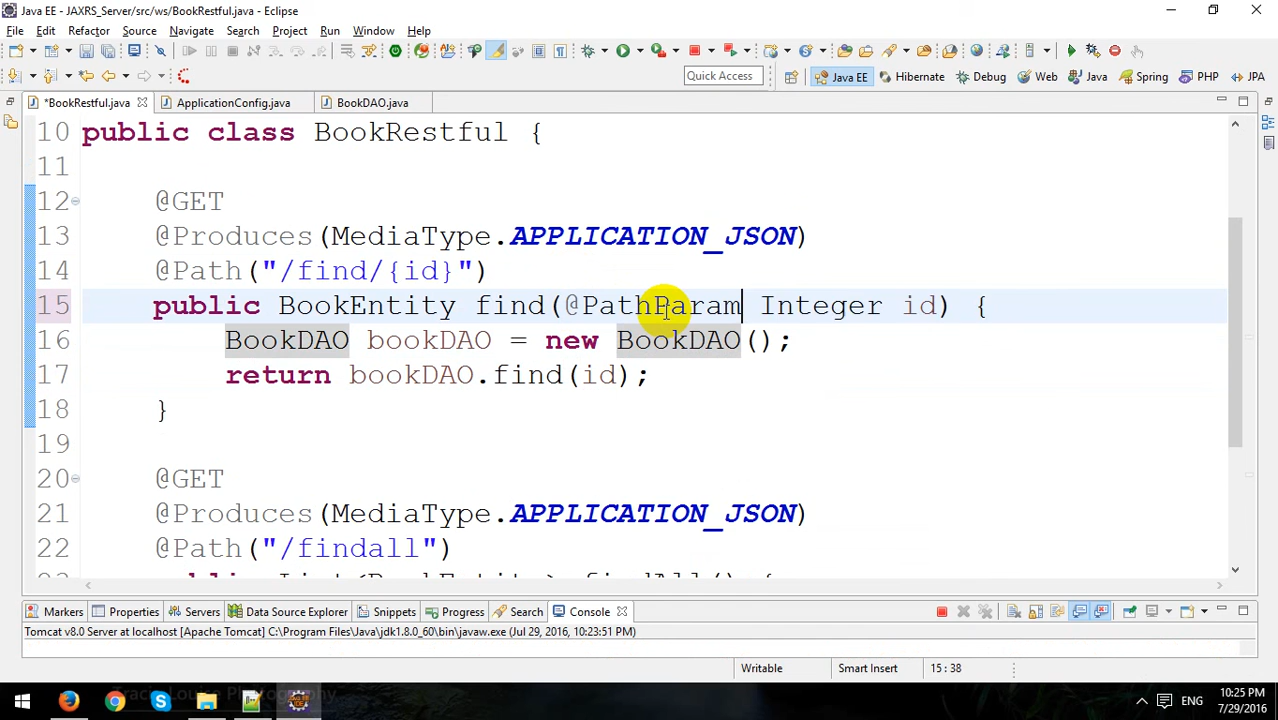 Java EE - JAXRS_Server/src/ws/BookRestful.java - Eclipse
File Edit Refactor Source Navigate Search Project Run Window Help
Quick Access Java EE Hibernate Debug Web Java Spring PHP JPA
*BookRestful.java ApplicationConfig.java BookDAO.java
10 public class BookRestful {
11
12 @GET
13 @Produces(MediaType.APPLICATION_JSON)
14 @Path("/find/{id}")
15 public BookEntity find(@PathParam Integer id) {
16 BookDAO bookDAO = new BookDAO();
17 return bookDAO.find(id);
18 }
19
20 @GET
21 @Produces(MediaType.APPLICATION_JSON)
22 @Path("/findall")
23 public List<BookEntity> findAll() {
Markers Properties Servers Data Source Explorer Snippets Progress Search Console
Tomcat v8.0 Server at localhost [Apache Tomcat] C:\Program Files\Java\jdk1.8.0_60\bin\javaw.exe (Jul 29, 2016, 10:23:51 PM)
Writable Smart Insert 15 : 38
ENG 10:25 PM
7/29/2016